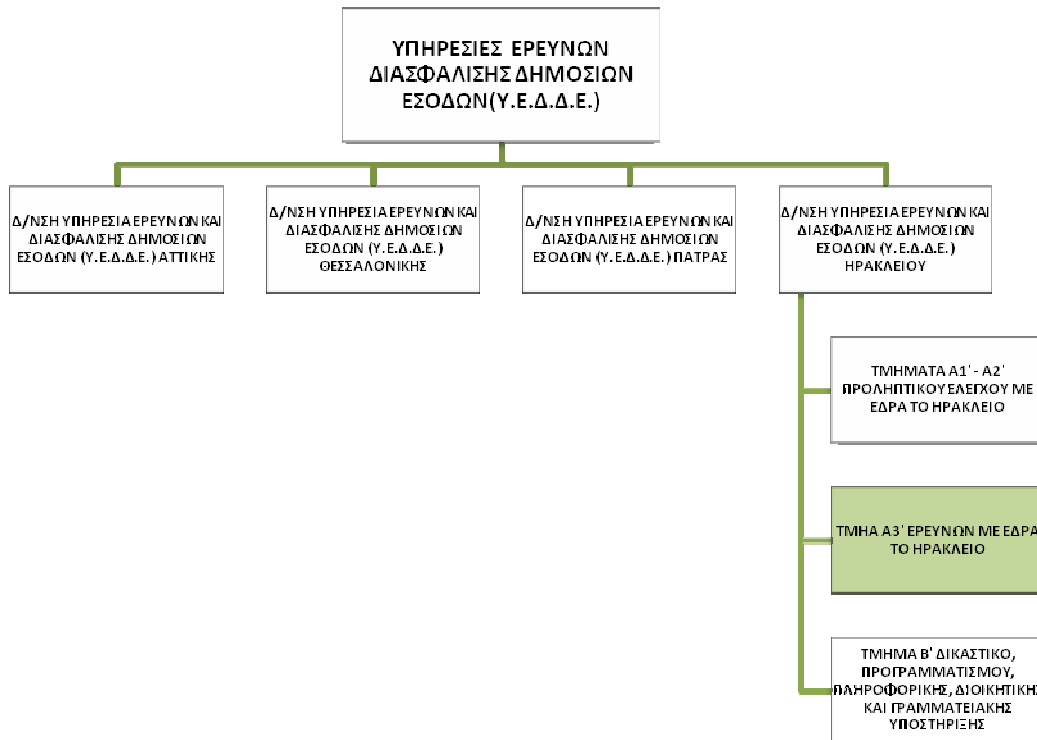 ΥΠΗΡΕΣΙΕΣ ΕΡΕΥΝΩΝ
ΔΙΑΣΦΑΛΙΣΗΣ ΔΗΜΟΣΙΩΝ
ΕΣΟΔΩΝ(Υ.Ε.Δ.Δ.Ε.)
Δ/ΝΣΗ ΥΠΗΡΕΣΙΑ ΕΡΕΥΝΩΝ ΚΑΙ
ΔΙΑΣΦΑΛΙΣΗΣ ΔΗΜΟΣΙΩΝ
ΕΣΟΔΩΝ (Υ.Ε.Δ.Δ.Ε.) ΑΤΤΙΚΗΣ
Δ/ΝΣΗ ΥΠΗΡΕΣΙΑ ΕΡΕΥΝΩΝ ΚΑΙ
ΔΙΑΣΦΑΛΙΣΗΣ ΔΗΜΟΣΙΩΝ
ΕΣΟΔΩΝ (Υ.Ε.Δ.Δ.Ε.)
ΘΕΣΣΑΛΟΝΙΚΗΣ
Δ/ΝΣΗ ΥΠΗΡΕΣΙΑ ΕΡΕΥΝΩΝ ΚΑΙ
ΔΙΑΣΦΑΛΙΣΗΣ ΔΗΜΟΣΙΩΝ
ΕΣΟΔΩΝ (Υ.Ε.Δ.Δ.Ε.) ΠΑΤΡΑΣ
Δ/ΝΣΗ ΥΠΗΡΕΣΙΑ ΕΡΕΥΝΩΝ ΚΑΙ
ΔΙΑΣΦΑΛΙΣΗΣ ΔΗΜΟΣΙΩΝ
ΕΣΟΔΩΝ (Υ.Ε.Δ.Δ.Ε.)
ΗΡΑΚΛΕΙΟΥ
ΤΜΗΜΑΤΑ Α1' - Α2'
ΠΡΟΛΗΠΤΙΚΟΥ ΕΛΕΓΧΟΥ ΜΕ
ΕΔΡΑ ΤΟ ΗΡΑΚΛΕΙΟ
ΤΜΗΑ Α3' ΕΡΕΥΝΩΝ ΜΕ ΕΔΡΑ
ΤΟ ΗΡΑΚΛΕΙΟ
ΤΜΗΜΑ Β' ΔΙΚΑΣΤΙΚΟ,
ΠΡΟΓΡΑΜΜΑΤΙΣΜΟΥ,
ΠΛΗΡΟΦΟΡΙΚΗΣ, ΔΙΟΙΚΗΤΙΚΗΣ
ΚΑΙ ΓΡΑΜΜΑΤΕΙΑΚΗΣ
ΥΠΟΣΤΗΡΙΞΗΣ